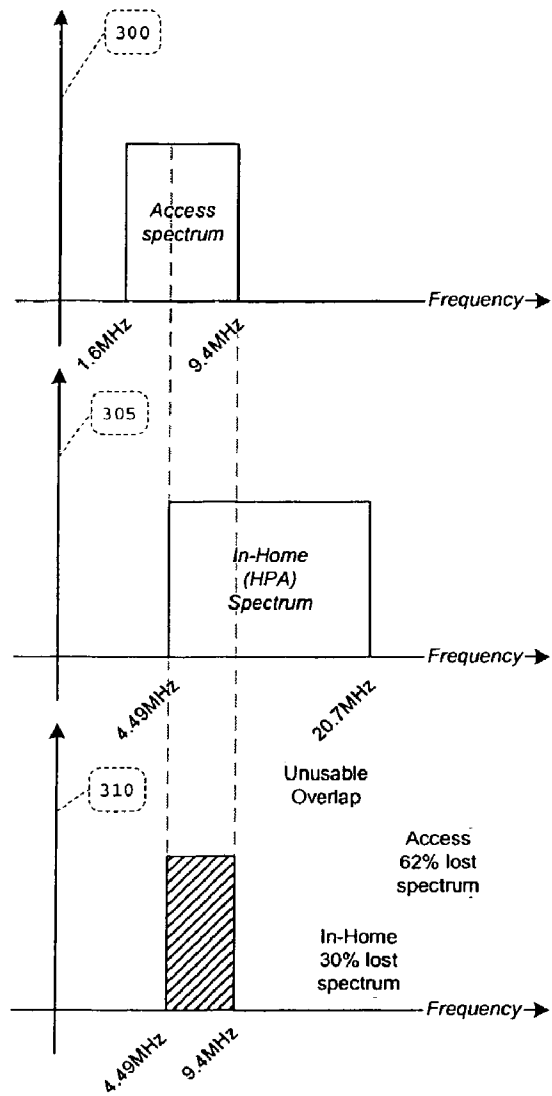 300
Access
spectrum
Frequency
1.6MHz
9.4MHz
305
In-Home
(HPA)
Spectrum
Frequency
4.49MHz
20.7MHz
310
Unusable
Overlap
Access
62% lost
spectrum
In-Home
30% lost
spectrum
Frequency
4.49MHz
9.4MHz